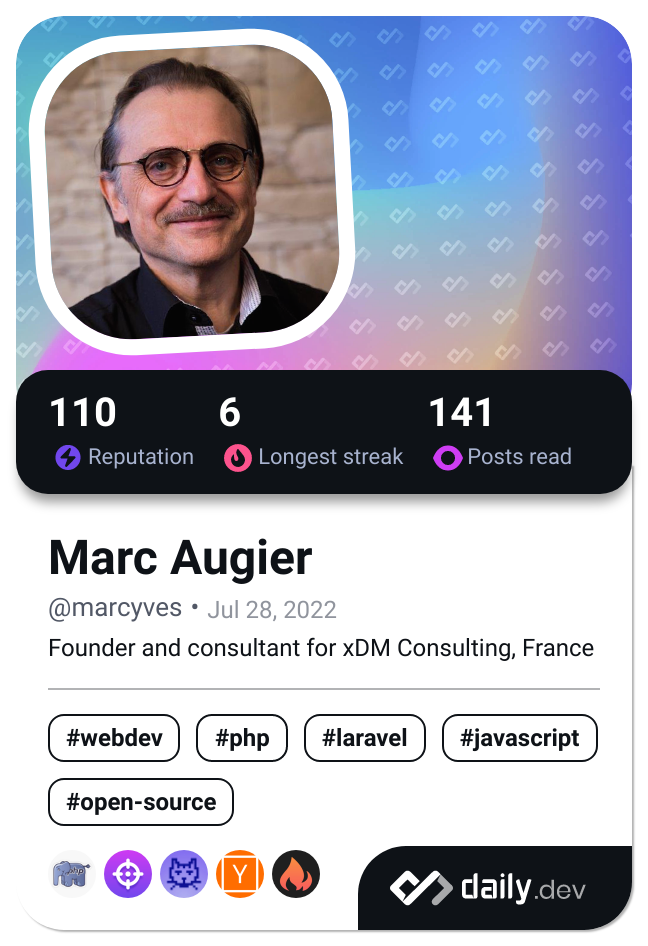 110 6 141
Reputation Longest streak Posts read
Marc Augier
@marcyves • Jul 28, 2022
Founder and consultant for xDM Consulting, France
#webdev #php #laravel #javascript
#open-source
php Y
daily.dev